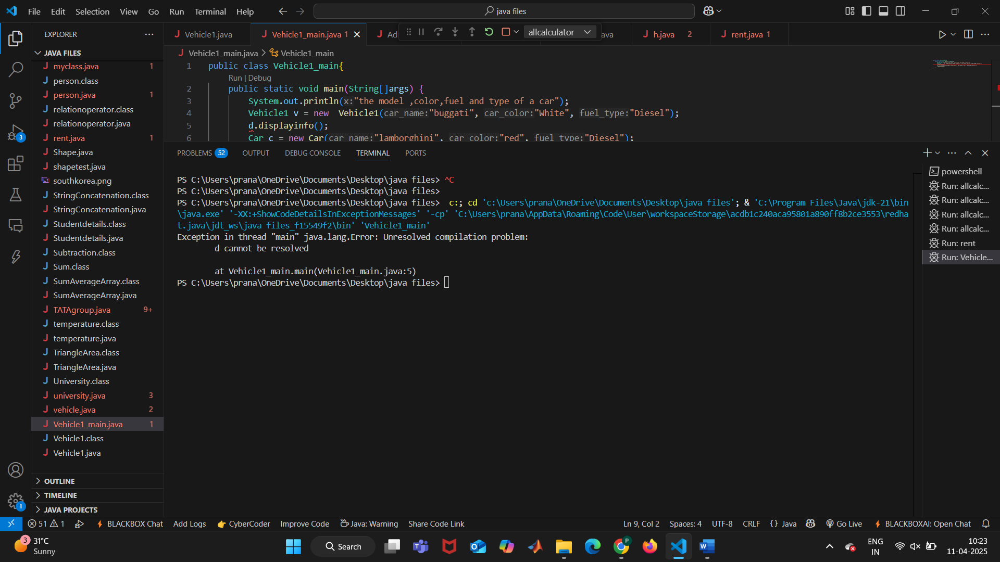 File Edit Selection View Go Run Terminal Help
java files
EXPLORER
JAVA FILES
myclass.java 1
person.class
person.java 1
relationoperator.class
relationoperator.java
rent.java 1
Shape.java
shapetest.java
southkorea.png
StringConcatenation.class
StringConcatenation.java
Studentdetails.class
Studentdetails.java
Subtraction.class
Sum.class
SumAverageArray.class
SumAverageArray.java
TATAgroup.java 9+
temperature.class
temperature.java
TriangleArea.class
TriangleArea.java
University.class
university.java 3
vehicle.java 2
Vehicle1_main.java 1
Vehicle1.class
Vehicle1.java
OUTLINE
TIMELINE
JAVA PROJECTS
3
1
Vehicle1.java Vehicle1_main.java 1 Ad allcalculator ava h.java 2 rent.java 1
Vehicle1_main.java > Vehicle1_main
1 public class Vehicle1_main{
Run | Debug
2 public static void main(String[]args) {
3 System.out.println(x:"the model ,color,fuel and type of a car");
4 Vehicle1 v = new  Vehicle1(car_name:"buggati", car_color:"White", fuel_type:"Diesel");
5 d.displayinfo();
6 Car c = new Car(car_name:"lamborghini", car_color:"red", fuel_type:"Diesel");
PROBLEMS 52 OUTPUT DEBUG CONSOLE TERMINAL PORTS
PS C:\Users\prana\OneDrive\Documents\Desktop\java files> ^C
PS C:\Users\prana\OneDrive\Documents\Desktop\java files>
PS C:\Users\prana\OneDrive\Documents\Desktop\java files>  c:; cd 'c:\Users\prana\OneDrive\Documents\Desktop\java files'; & 'C:\Program Files\Java\jdk-21\bin
\java.exe' '-XX:+ShowCodeDetailsInExceptionMessages' '-cp' 'C:\Users\prana\AppData\Roaming\Code\User\workspaceStorage\acdb1c240aca95801a890ff8b2ce3553\redha
t.java\jdt_ws\java files_f15549f2\bin' 'Vehicle1_main'
Exception in thread "main" java.lang.Error: Unresolved compilation problem:
d cannot be resolved
at Vehicle1_main.main(Vehicle1_main.java:5)
PS C:\Users\prana\OneDrive\Documents\Desktop\java files>
powershell
Run: allcalc...
Run: allcalc...
Run: allcalc...
Run: allcalc...
Run: rent
Run: Vehicle...
51 1 BLACKBOX Chat Add Logs CyberCoder Improve Code Java: Warning Share Code Link Ln 9, Col 2 Spaces: 4 UTF-8 CRLF {} Java Go Live BLACKBOXAI: Open Chat
3 31°C
Sunny
Search
P
ENG
IN
10:23
11-04-2025